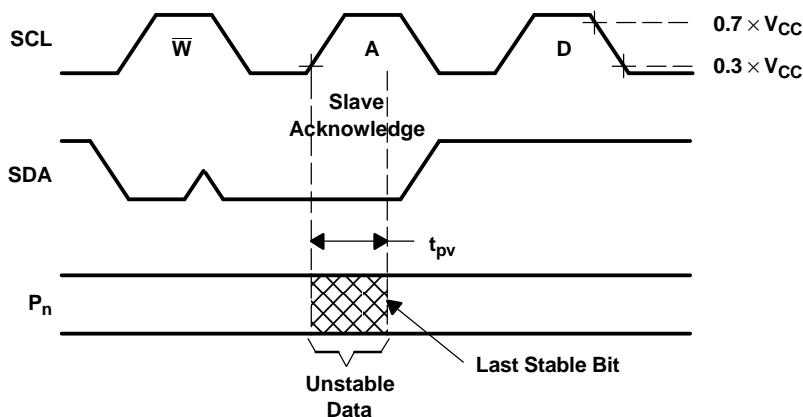 SCL
W̅
A
D
0.7 × VCC
0.3 × VCC
Slave
Acknowledge
SDA
tpv
Pn
Last Stable Bit
Unstable
Data